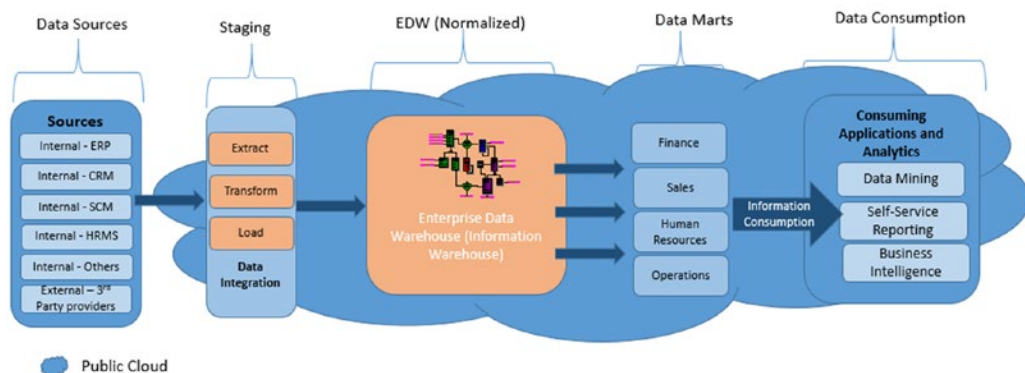 Data Sources
Staging
EDW (Normalized)
Data Marts
Data Consumption
Sources
Internal - ERP
Internal - CRM
Internal - SCM
Internal - HRMS
Internal - Others
External – 3rd
Party providers
Extract
Transform
Load
Data
Integration
Enterprise Data
Warehouse (Information
Warehouse)
Finance
Sales
Human
Resources
Operations
Information
Consumption
Consuming
Applications and
Analytics
Data Mining
Self-Service
Reporting
Business
Intelligence
Public Cloud